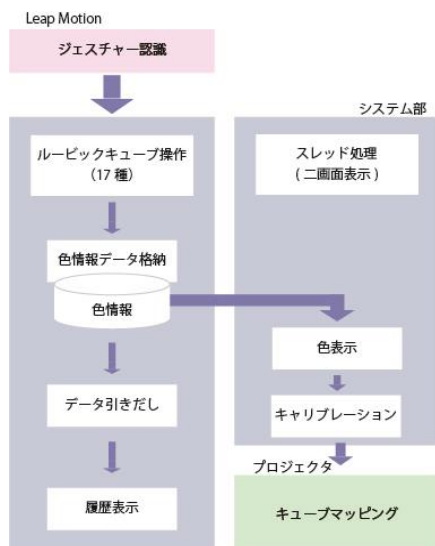 Leap Motion
ジェスチャー認識
ルービックキューブ操作
（17 種）
色情報データ格納
色情報
データ引きだし
履歴表示
システム部
スレッド処理
( 二画面表示 )
色表示
キャリブレーション
プロジェクタ
キューブマッピング